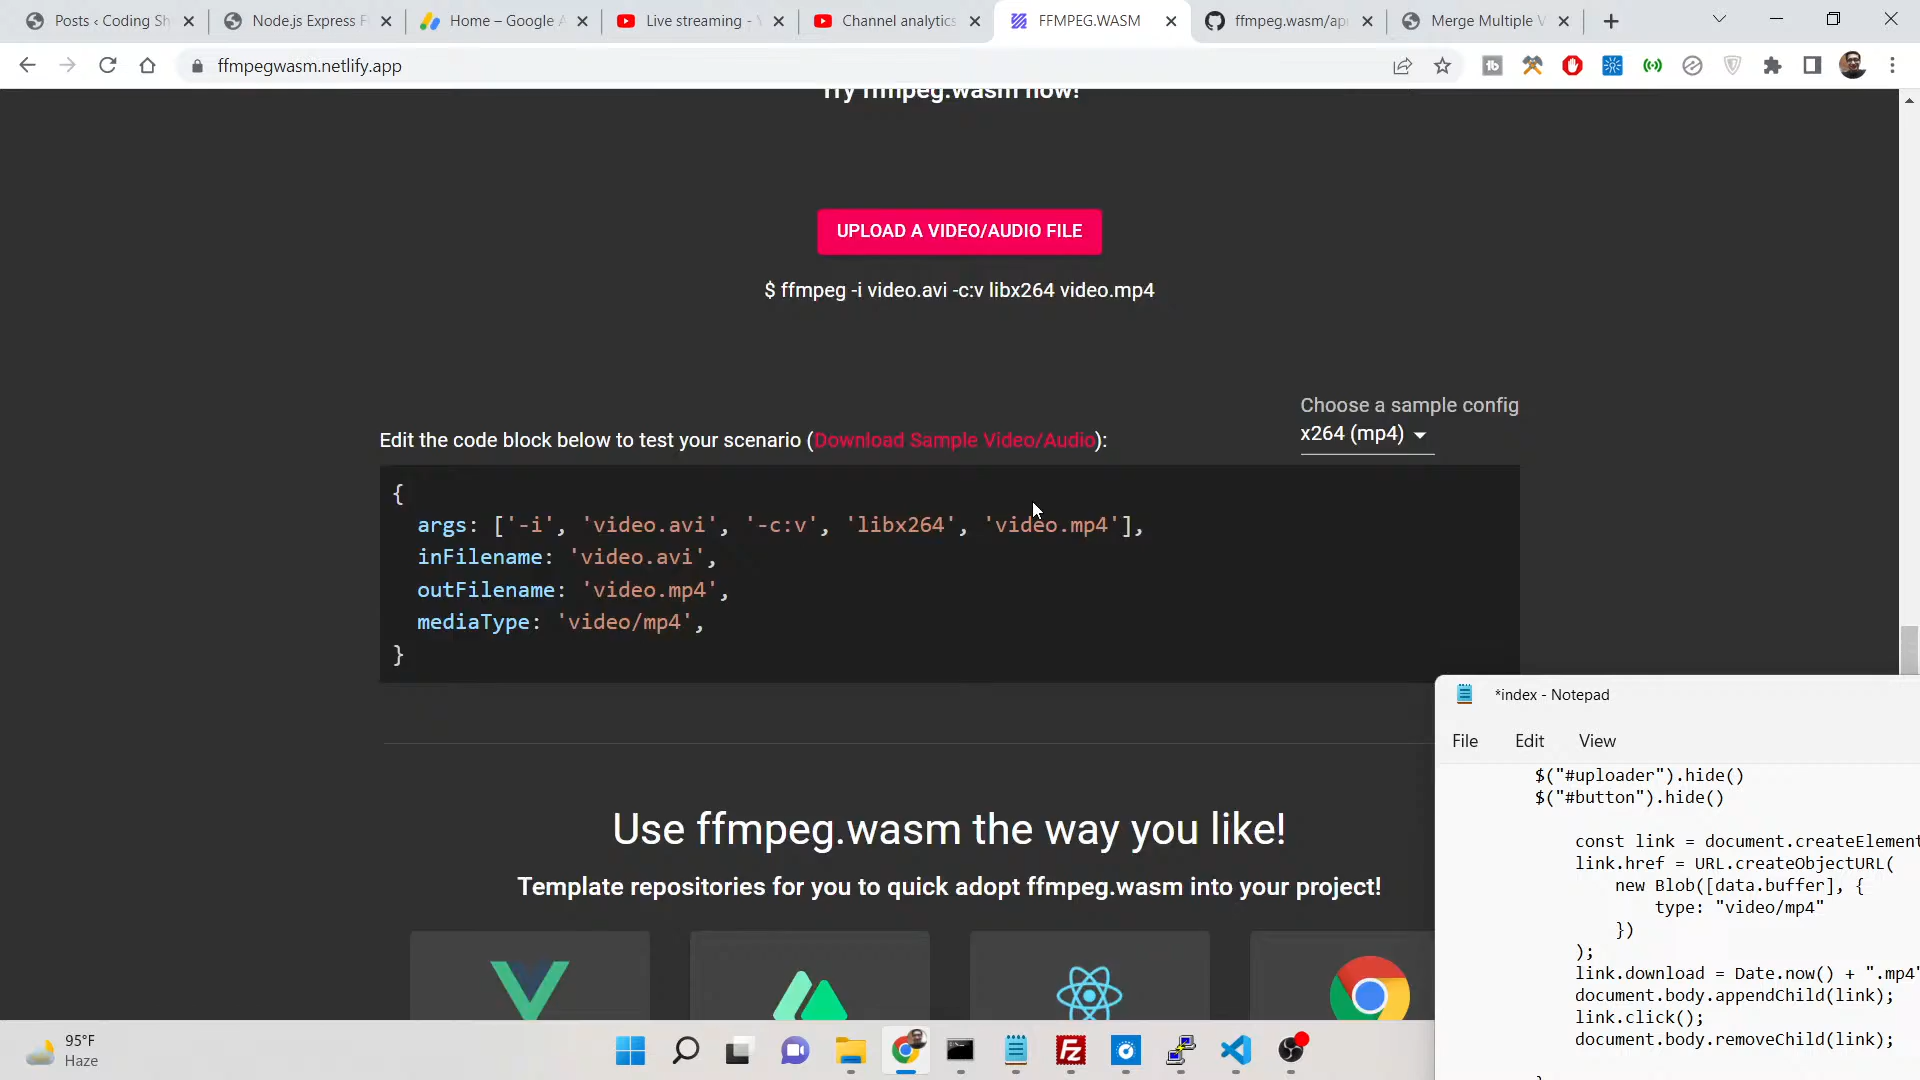 Posts ‹ Coding Sh
Node.js Express F
Home – Google A
Live streaming - Y
Channel analytics
FFMPEG.WASM
ffmpeg.wasm/api
Merge Multiple V
ffmpegwasm.netlify.app
Try ffmpeg.wasm now!
UPLOAD A VIDEO/AUDIO FILE
$ ffmpeg -i video.avi -c:v libx264 video.mp4
Choose a sample config
x264 (mp4)
Edit the code block below to test your scenario (Download Sample Video/Audio):
{
args: ['-i', 'video.avi', '-c:v', 'libx264', 'video.mp4'],
inFilename: 'video.avi',
outFilename: 'video.mp4',
mediaType: 'video/mp4',
}
Use ffmpeg.wasm the way you like!
Template repositories for you to quick adopt ffmpeg.wasm into your project!
*index - Notepad
File Edit View
$("#uploader").hide()
$("#button").hide()
const link = document.createElement
link.href = URL.createObjectURL(
new Blob([data.buffer], {
type: "video/mp4"
})
);
link.download = Date.now() + ".mp4"
document.body.appendChild(link);
link.click();
document.body.removeChild(link);
95°F
Haze